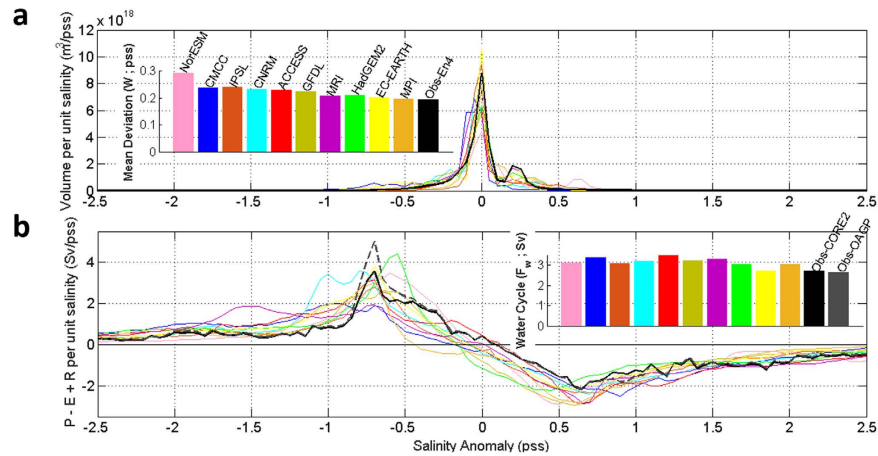 a
× 10^18
Volume per unit salinity (m³/pss)
12
10
8
6
4
2
0
Mean Deviation (W ; pss)
0.3
0.2
0.1
0
NorESM
CMCC
IPSL
CNRM
ACCESS
GFDL
MRI
HadGEM2
EC-EARTH
MPI
Obs-En4
-2.5 -2 -1.5 -1 -0.5 0 0.5 1 1.5 2 2.5
b
P - E + R per unit salinity (Sv/pss)
4
2
0
-2
Water Cycle (F_w ; Sv)
3
2
1
0
Obs-CORE2
Obs-OAGP
-2.5 -2 -1.5 -1 -0.5 0 0.5 1 1.5 2 2.5
Salinity Anomaly (pss)